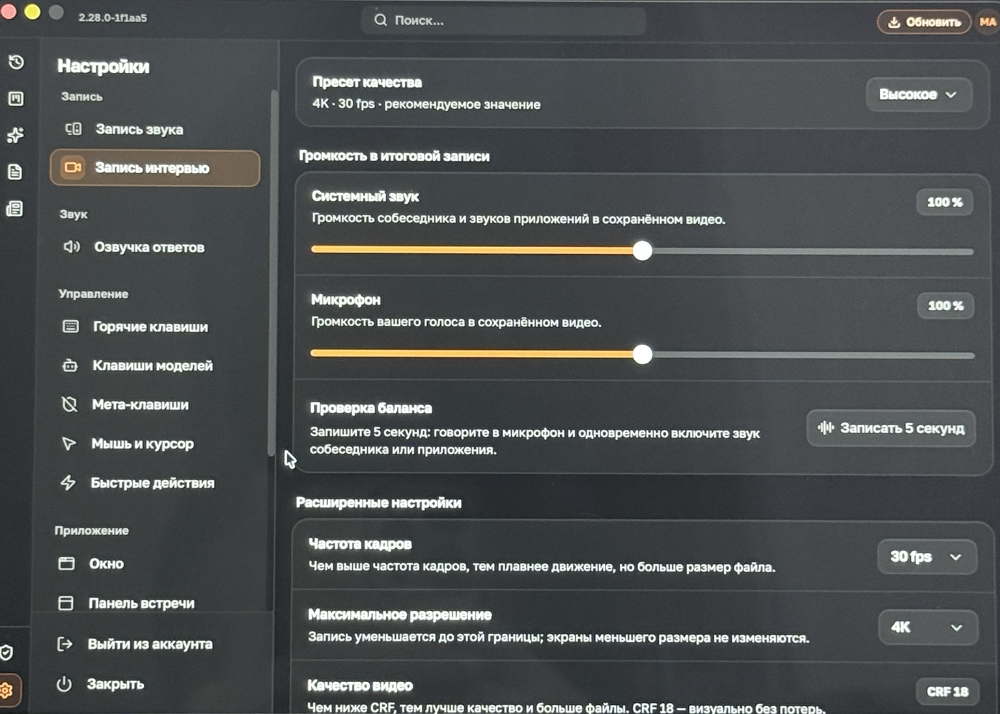 2.28.0-1f1aa5
Поиск...
Обновить
MA
Настройки
Запись
Запись звука
Запись интервью
Звук
Озвучка ответов
Управление
Горячие клавиши
Клавиши моделей
Мета-клавиши
Мышь и курсор
Быстрые действия
Приложение
Окно
Панель встречи
Выйти из аккаунта
Закрыть
Пресет качества
4K · 30 fps · рекомендуемое значение
Высокое
Громкость в итоговой записи
Системный звук
100 %
Громкость собеседника и звуков приложений в сохранённом видео.
Микрофон
100 %
Громкость вашего голоса в сохранённом видео.
Проверка баланса
Запишите 5 секунд: говорите в микрофон и одновременно включите звук
собеседника или приложения.
Записать 5 секунд
Расширенные настройки
Частота кадров
Чем выше частота кадров, тем плавнее движение, но больше размер файла.
30 fps
Максимальное разрешение
Запись уменьшается до этой границы; экраны меньшего размера не изменяются.
4K
Качество видео
Чем ниже CRF, тем лучше качество и больше файлы. CRF 18 — визуально без потерь.
CRF 18